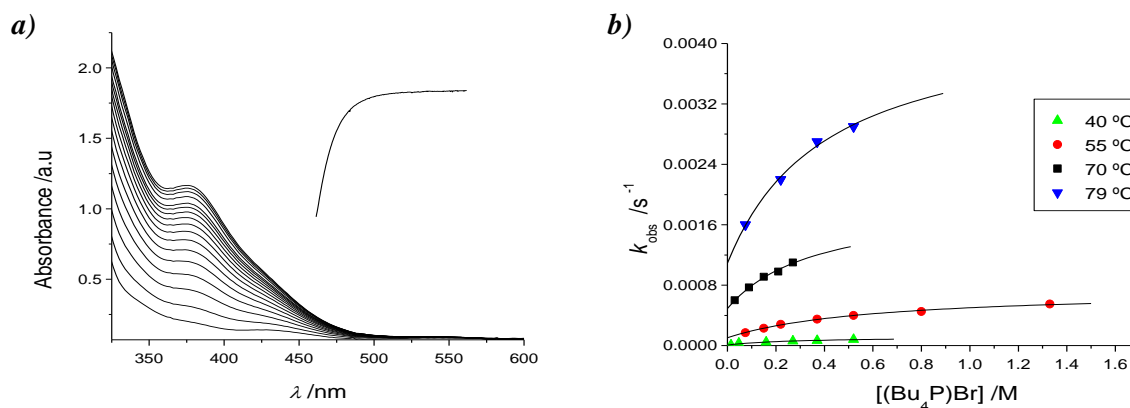 a)
2.0
1.5
1.0
0.5
Absorbance /a.u
350 400 450 500 550 600
λ /nm
b)
0.0040
0.0032
0.0024
0.0016
0.0008
0.0000
k obs /s -1
0.0 0.2 0.4 0.6 0.8 1.0 1.2 1.4 1.6
[(Bu4P)Br] /M
40 ºC
55 ºC
70 ºC
79 ºC